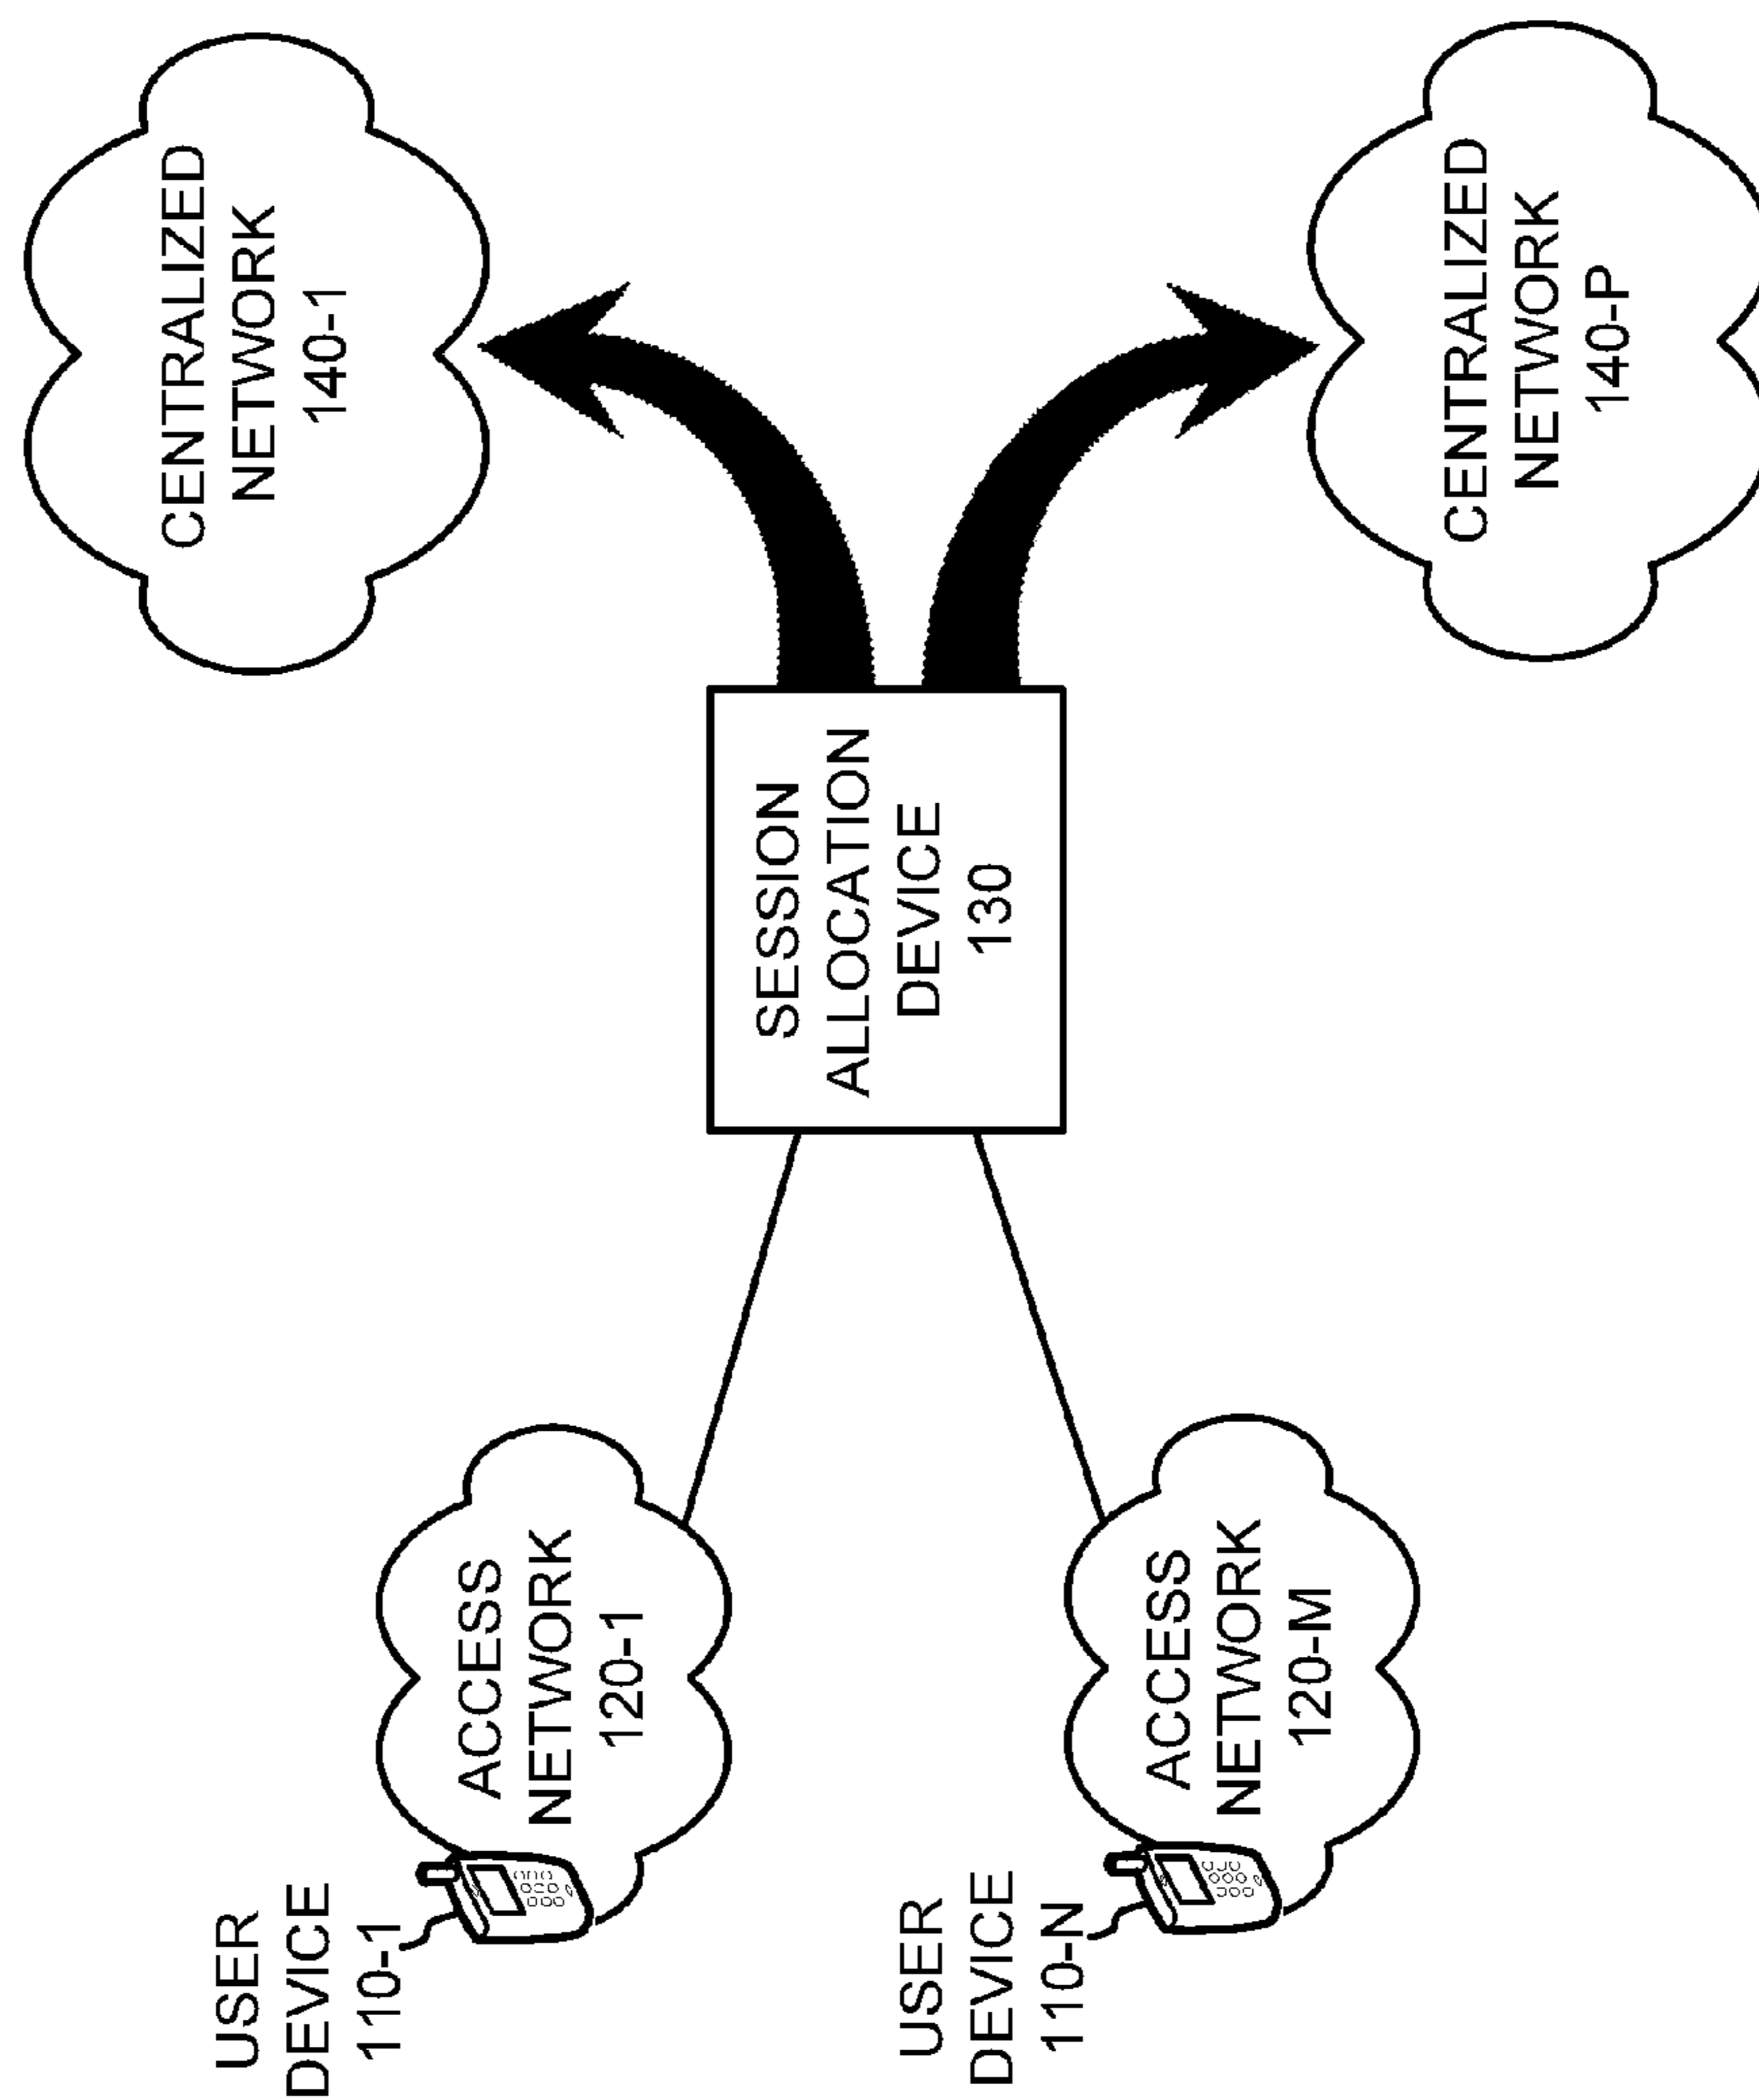 USER
DEVICE
110-1
ACCESS
NETWORK
120-1
USER
DEVICE
110-N
ACCESS
NETWORK
120-M
SESSION
ALLOCATION
DEVICE
130
CENTRALIZED
NETWORK
140-1
CENTRALIZED
NETWORK
140-P